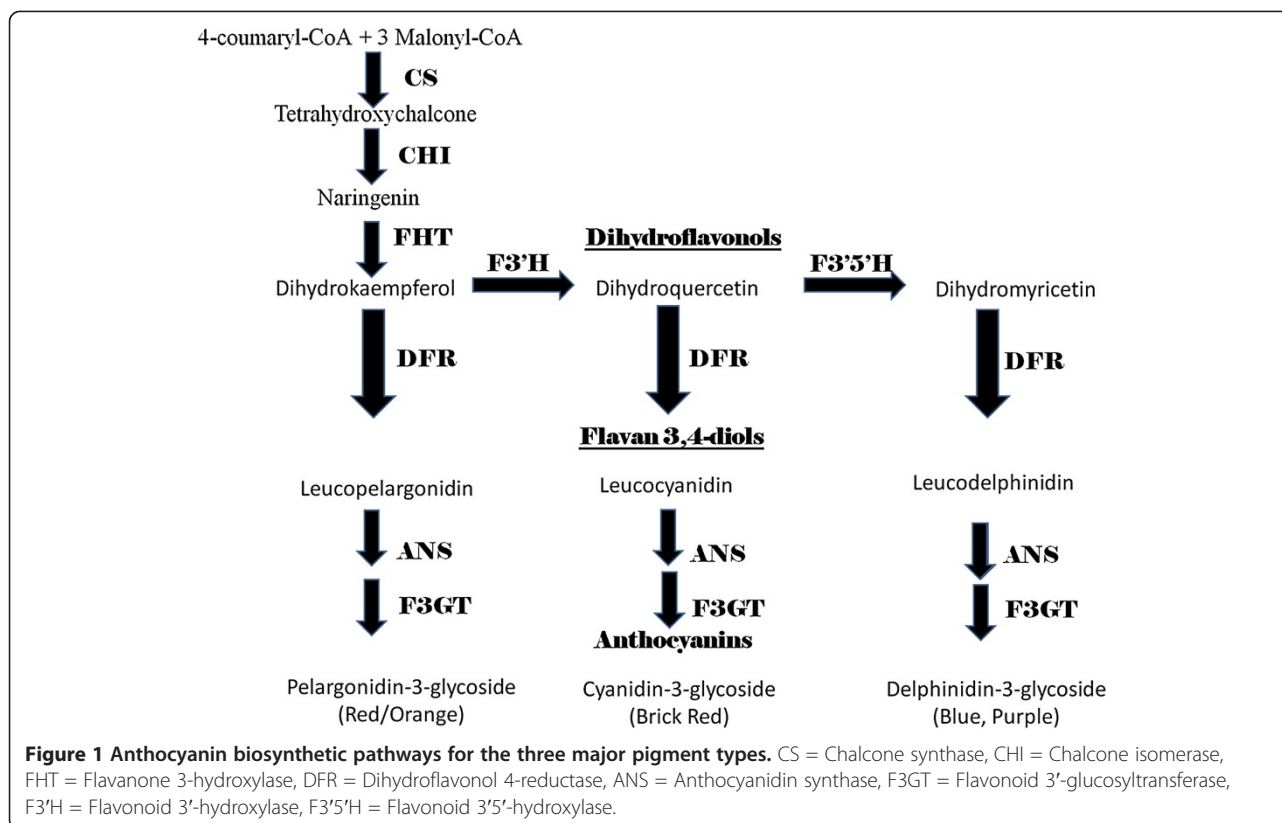 4-coumaryl-CoA + 3 Malonyl-CoA
CS
Tetrahydroxychalcone
CHI
Naringenin
FHT
Dihydroflavonols
F3'H
F3'5'H
Dihydrokaempferol
Dihydroquercetin
Dihydromyricetin
DFR
DFR
DFR
Flavan 3,4-diols
Leucopelargonidin
Leucocyanidin
Leucodelphinidin
ANS
ANS
ANS
F3GT
F3GT
F3GT
Anthocyanins
Pelargonidin-3-glycoside
(Red/Orange)
Cyanidin-3-glycoside
(Brick Red)
Delphinidin-3-glycoside
(Blue, Purple)
Figure 1 Anthocyanin biosynthetic pathways for the three major pigment types. CS = Chalcone synthase, CHI = Chalcone isomerase,
FHT = Flavanone 3-hydroxylase, DFR = Dihydroflavonol 4-reductase, ANS = Anthocyanidin synthase, F3GT = Flavonoid 3′-glucosyltransferase,
F3′H = Flavonoid 3′-hydroxylase, F3′5′H = Flavonoid 3′5′-hydroxylase.